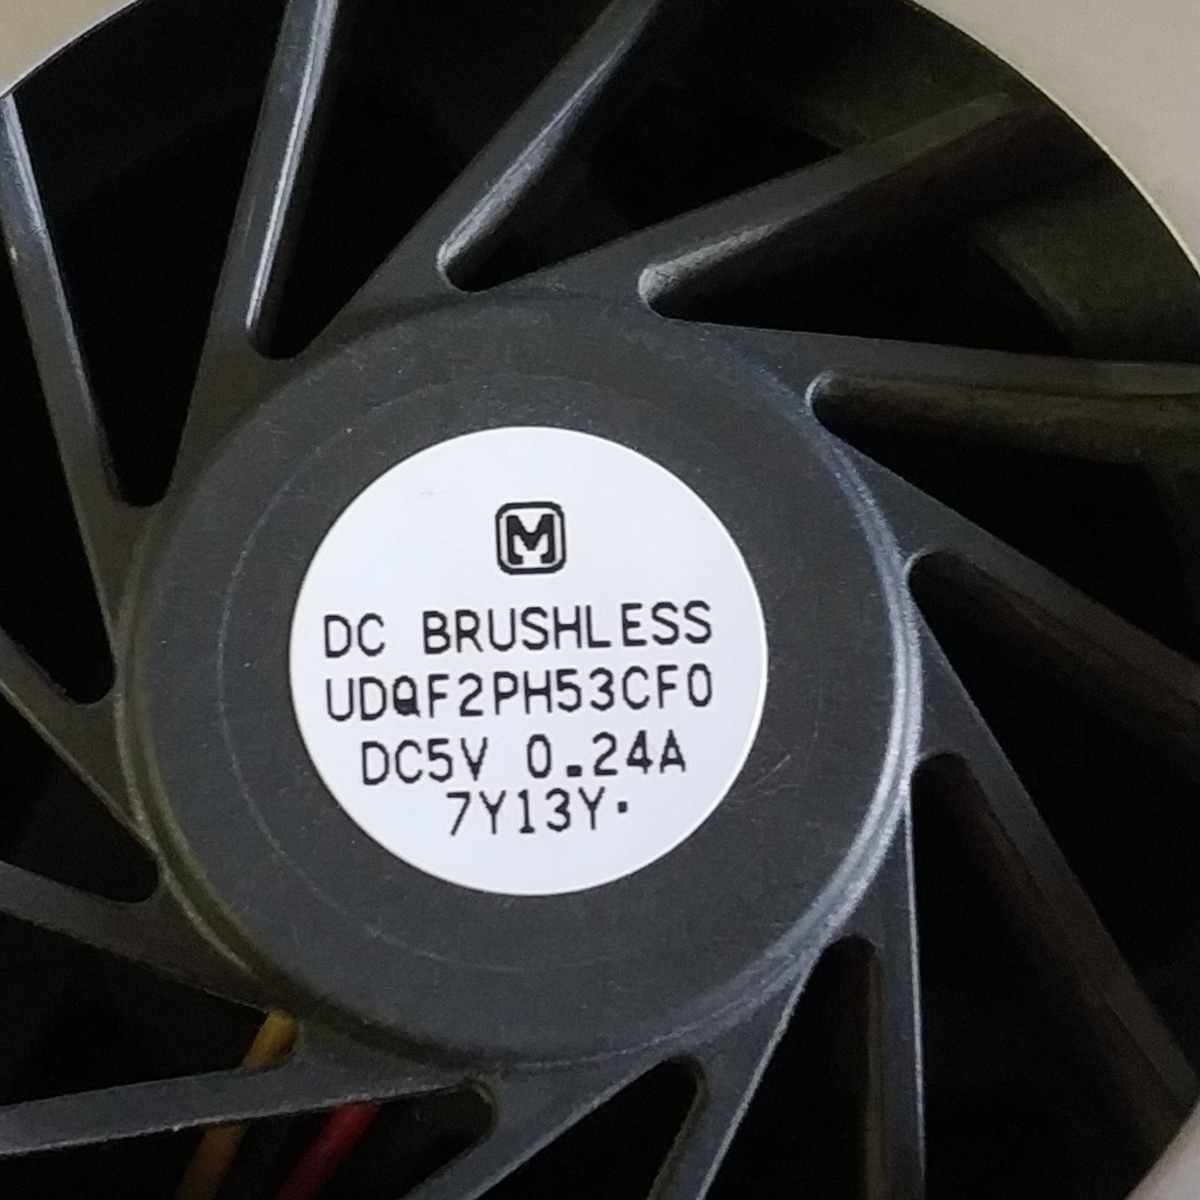 M
DC BRUSHLESS
UDQF2PH53CF0
DC5V 0.24A
7Y13Y·